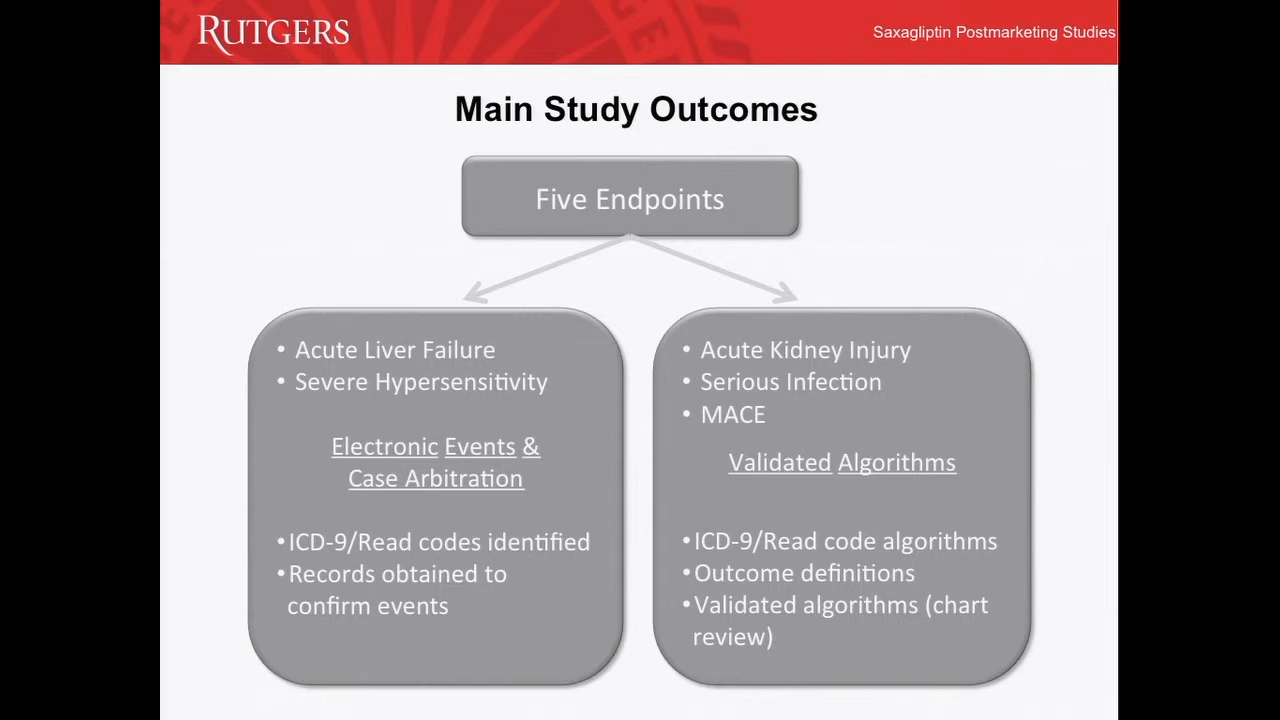 RUTGERS
Saxagliptin Postmarketing Studies
Main Study Outcomes
Five Endpoints
• Acute Liver Failure
• Severe Hypersensitivity
Electronic Events &
Case Arbitration
•ICD-9/Read codes identified
•Records obtained to
confirm events
• Acute Kidney Injury
• Serious Infection
• MACE
Validated Algorithms
•ICD-9/Read code algorithms
•Outcome definitions
•Validated algorithms (chart
review)